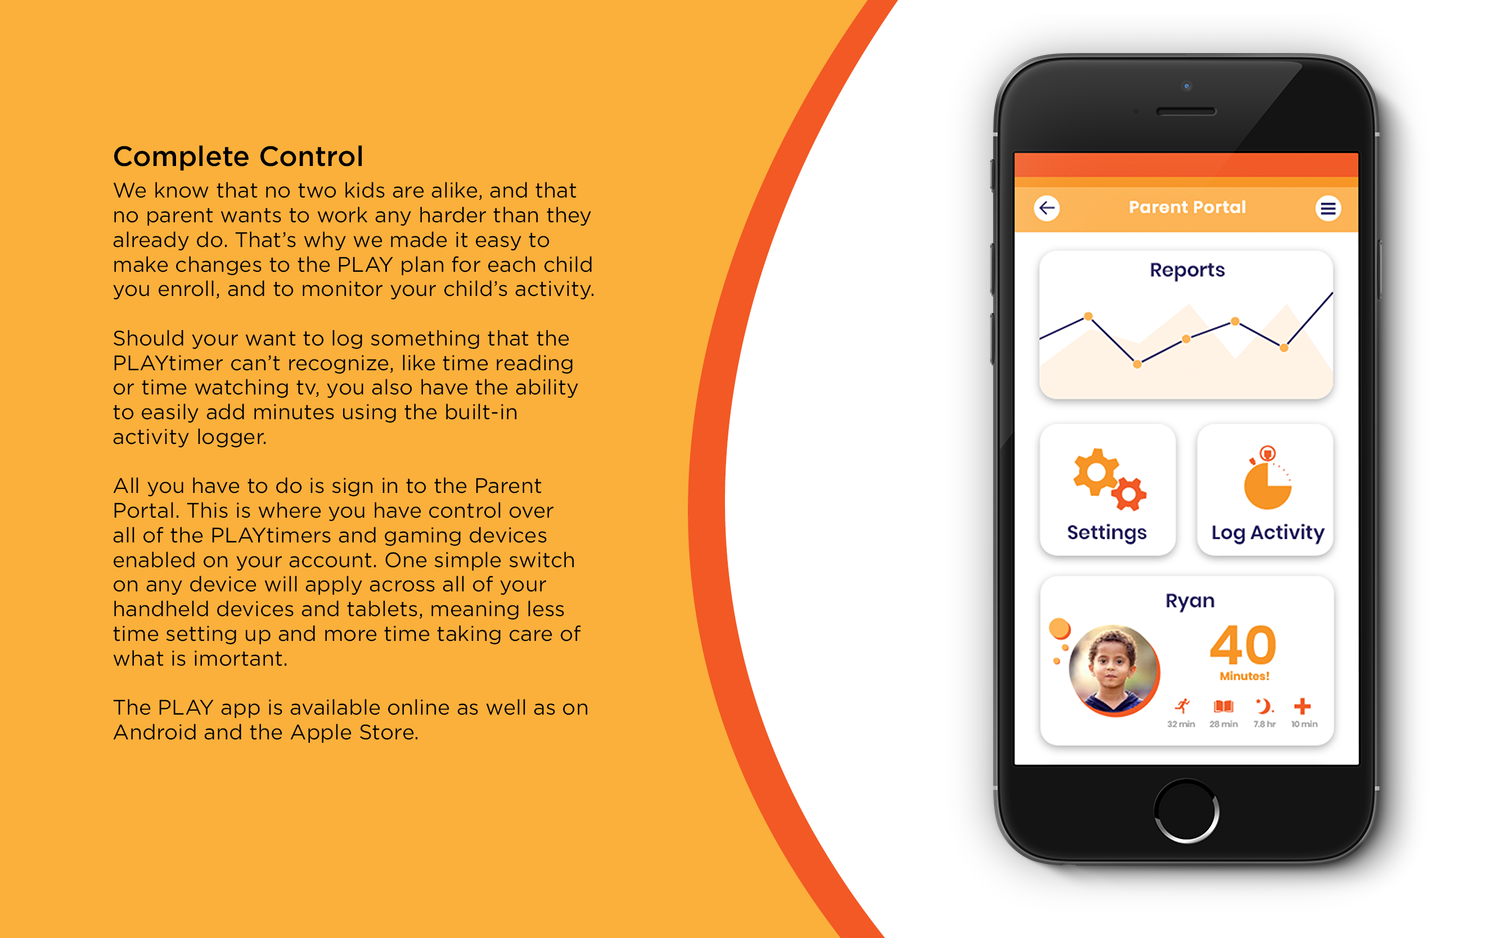 Complete Control
We know that no two kids are alike, and that
no parent wants to work any harder than they
already do. That's why we made it easy to
make changes to the PLAY plan for each child
you enroll, and to monitor your child's activity.
Should your want to log something that the
PLAYtimer can't recognize, like time reading
or time watching tv, you also have the ability
to easily add minutes using the built-in
activity logger.
All you have to do is sign in to the Parent
Portal. This is where you have control over
all of the PLAYtimers and gaming devices
enabled on your account. One simple switch
on any device will apply across all of your
handheld devices and tablets, meaning less
time setting up and more time taking care of
what is imortant.
The PLAY app is available online as well as on
Android and the Apple Store.
Parent Portal
Reports
Settings
Log Activity
Ryan
40
Minutes!
32 min 28 min 7.8 hr 10 min